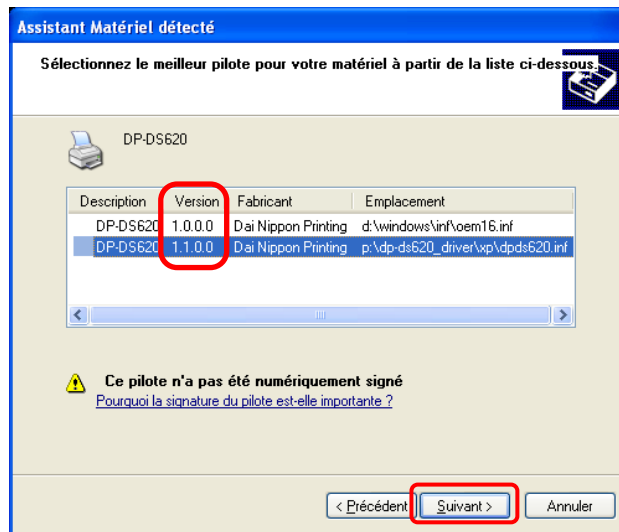 Assistant Matériel détecté
Sélectionnez le meilleur pilote pour votre matériel à partir de la liste ci-dessous.
DP-DS620
Description Version Fabricant Emplacement
DP-DS620 1.0.0.0 Dai Nippon Printing d:\windows\inf\oem16.inf
DP-DS620 1.1.0.0 Dai Nippon Printing p:\dp-ds620_driver\xp\dpds620.inf
Ce pilote n'a pas été numériquement signé
Pourquoi la signature du pilote est-elle importante ?
< Précédent Suivant > Annuler